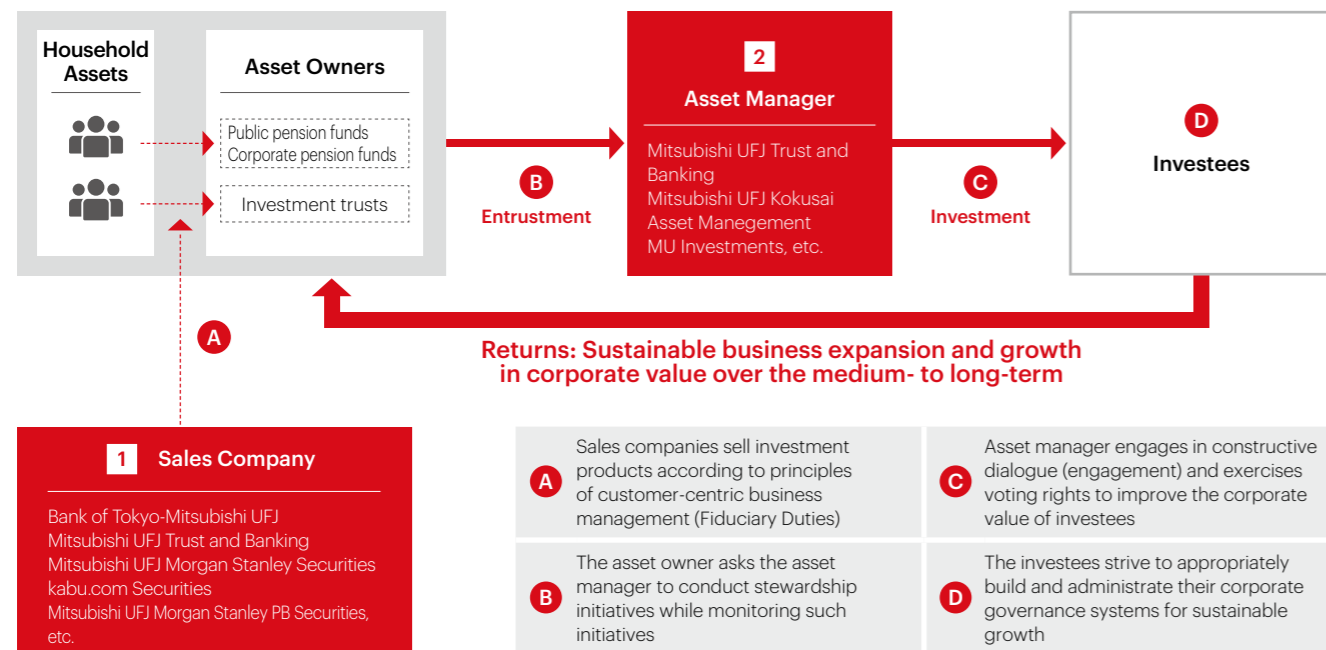 Household
Assets
Asset Owners
Public pension funds
Corporate pension funds
Investment trusts
B
Entrustment
2
Asset Manager
Mitsubishi UFJ Trust and
Banking
Mitsubishi UFJ Kokusai
Asset Manegement
MU Investments, etc.
C
Investment
D
Investees
A
Returns: Sustainable business expansion and growth
in corporate value over the medium- to long-term
1 Sales Company
Bank of Tokyo-Mitsubishi UFJ
Mitsubishi UFJ Trust and Banking
Mitsubishi UFJ Morgan Stanley Securities
kabu.com Securities
Mitsubishi UFJ Morgan Stanley PB Securities,
etc.
A
Sales companies sell investment
products according to principles
of customer-centric business
management (Fiduciary Duties)
C
Asset manager engages in constructive
dialogue (engagement) and exercises
voting rights to improve the corporate
value of investees
B
The asset owner asks the asset
manager to conduct stewardship
initiatives while monitoring such
initiatives
D
The investees strive to appropriately
build and administrate their corporate
governance systems for sustainable
growth